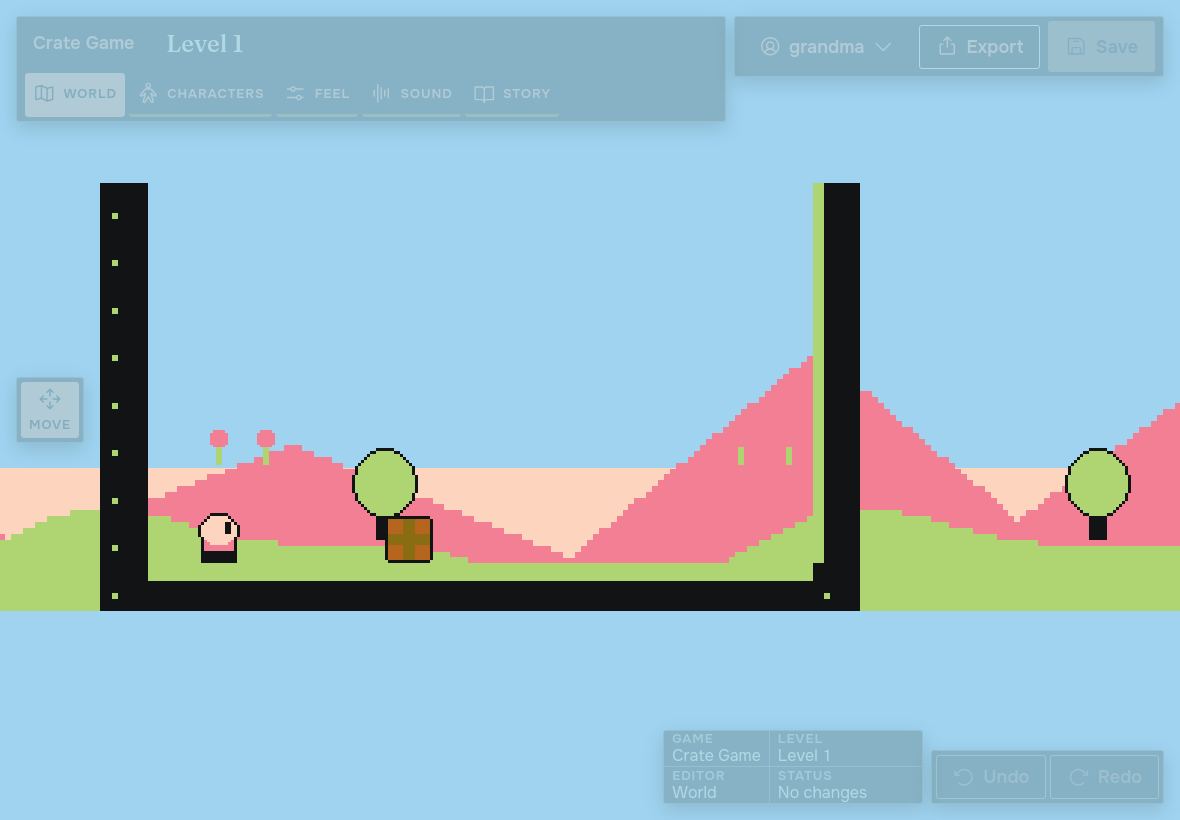 Crate Game
Level 1
WORLD
CHARACTERS
FEEL
SOUND
STORY
grandma
Export
Save
MOVE
GAME
Crate Game
LEVEL
Level 1
EDITOR
World
STATUS
No changes
Undo
Redo